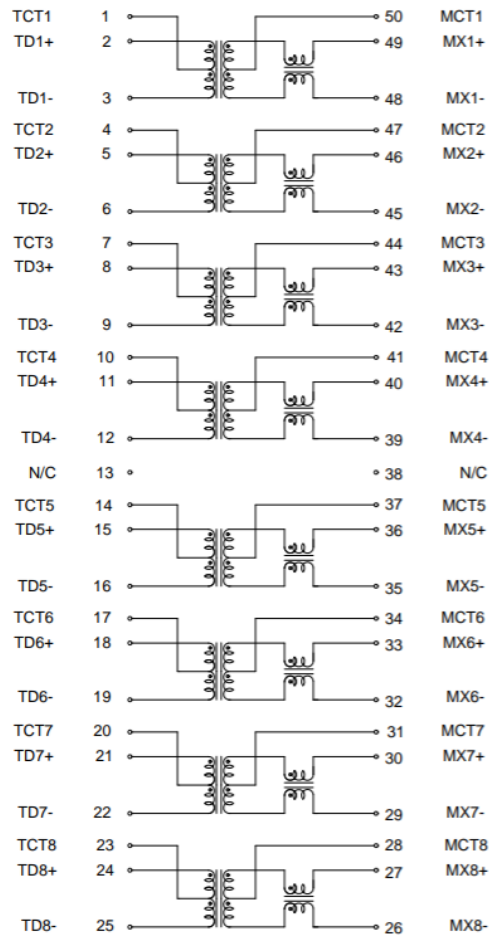 TCT1 1 50 MCT1
TD1+ 2 49 MX1+
TD1- 3 48 MX1-
TCT2 4 47 MCT2
TD2+ 5 46 MX2+
TD2- 6 45 MX2-
TCT3 7 44 MCT3
TD3+ 8 43 MX3+
TD3- 9 42 MX3-
TCT4 10 41 MCT4
TD4+ 11 40 MX4+
TD4- 12 39 MX4-
N/C 13 38 N/C
TCT5 14 37 MCT5
TD5+ 15 36 MX5+
TD5- 16 35 MX5-
TCT6 17 34 MCT6
TD6+ 18 33 MX6+
TD6- 19 32 MX6-
TCT7 20 31 MCT7
TD7+ 21 30 MX7+
TD7- 22 29 MX7-
TCT8 23 28 MCT8
TD8+ 24 27 MX8+
TD8- 25 26 MX8-